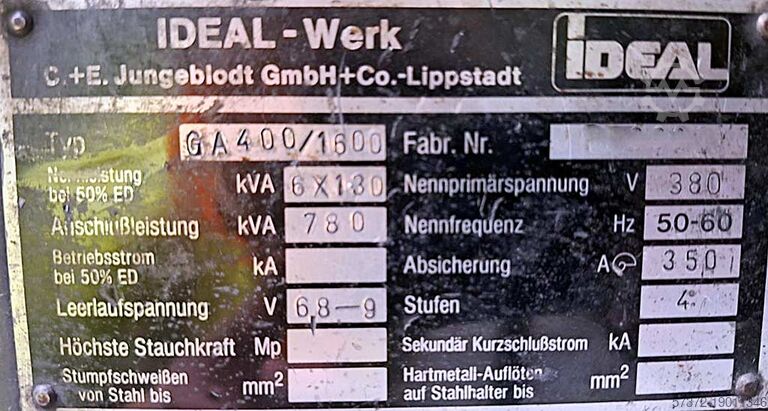 IDEAL-Werk
C.+E. Jungeblodt GmbH+Co.-Lippstadt
IDEAL
Typ GA400/1600 Fabr. Nr.
Nennleistung bei 50% ED kVA 6X130 Nennprimärspannung V 380
Anschlußleistung kVA 780 Nennfrequenz Hz 50-60
Betriebsstrom bei 50% ED kA Absicherung A 350
Leerlaufspannung V 6,8-9 Stufen 4
Höchste Stauchkraft Mp Sekundär Kurzschlußstrom kA
Stumpfschweißen von Stahl bis mm² Hartmetall-Auflöten auf Stahlhalter bis mm²